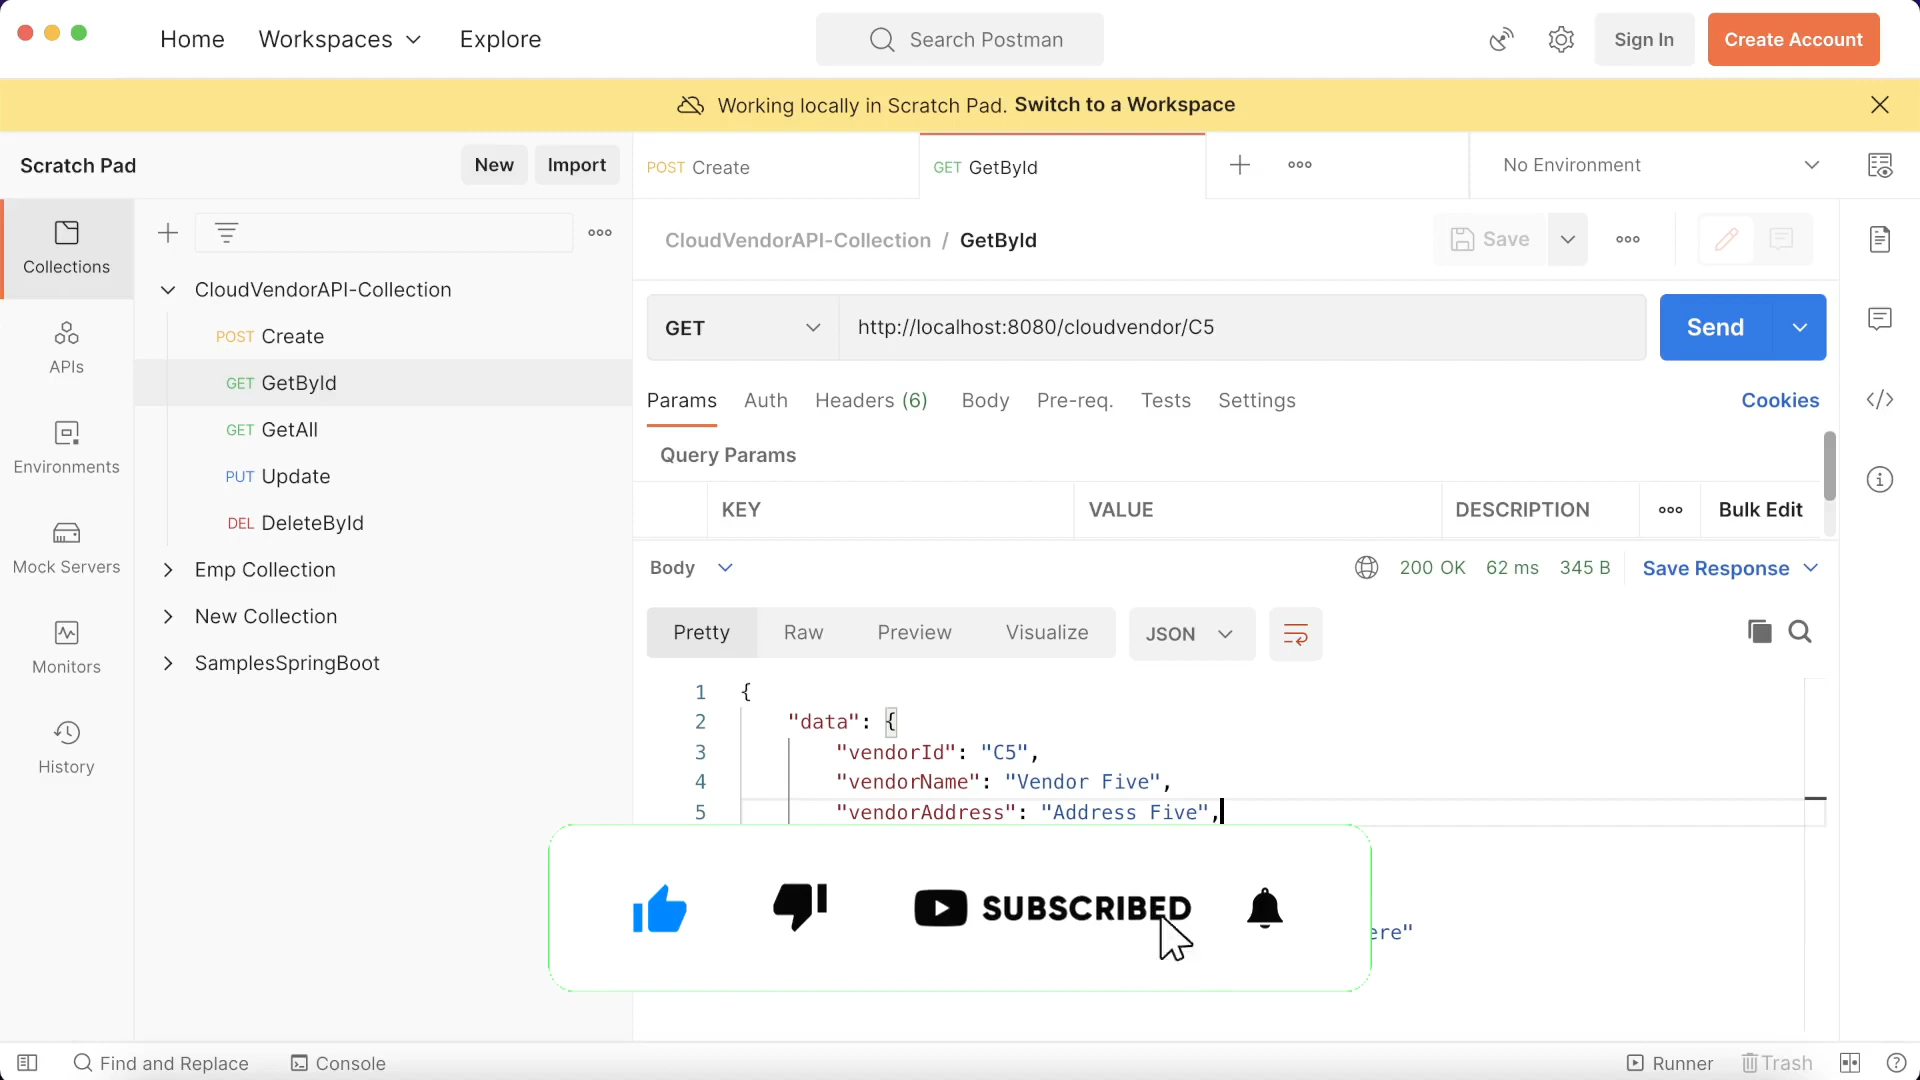 Home Workspaces Explore Search Postman Sign In Create Account
Working locally in Scratch Pad. Switch to a Workspace
Scratch Pad New Import
POST Create GET GetById No Environment
Collections
APIs
Environments
Mock Servers
Monitors
History
CloudVendorAPI-Collection
POST Create
GET GetById
GET GetAll
PUT Update
DEL DeleteById
Emp Collection
New Collection
SamplesSpringBoot
CloudVendorAPI-Collection / GetById Save
GET http://localhost:8080/cloudvendor/C5 Send
Params Auth Headers (6) Body Pre-req. Tests Settings Cookies
Query Params
KEY VALUE DESCRIPTION Bulk Edit
Body 200 OK 62 ms 345 B Save Response
Pretty Raw Preview Visualize JSON
1 {
2 "data": {
3 "vendorId": "C5",
4 "vendorName": "Vendor Five",
5 "vendorAddress": "Address Five",
SUBSCRIBED
ere"
Find and Replace Console Runner Trash